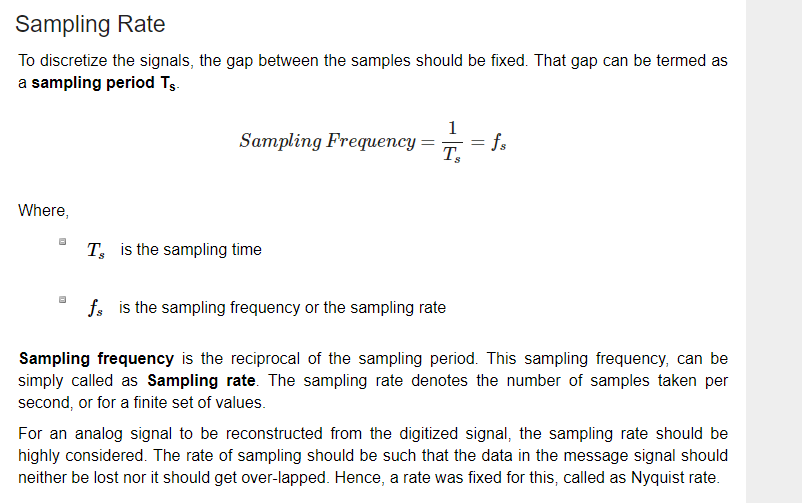 Sampling Rate
To discretize the signals, the gap between the samples should be fixed. That gap can be termed as
a sampling period Ts.
Sampling Frequency = 1/Ts = fs
Where,
Ts is the sampling time
fs is the sampling frequency or the sampling rate
Sampling frequency is the reciprocal of the sampling period. This sampling frequency, can be
simply called as Sampling rate. The sampling rate denotes the number of samples taken per
second, or for a finite set of values.
For an analog signal to be reconstructed from the digitized signal, the sampling rate should be
highly considered. The rate of sampling should be such that the data in the message signal should
neither be lost nor it should get over-lapped. Hence, a rate was fixed for this, called as Nyquist rate.